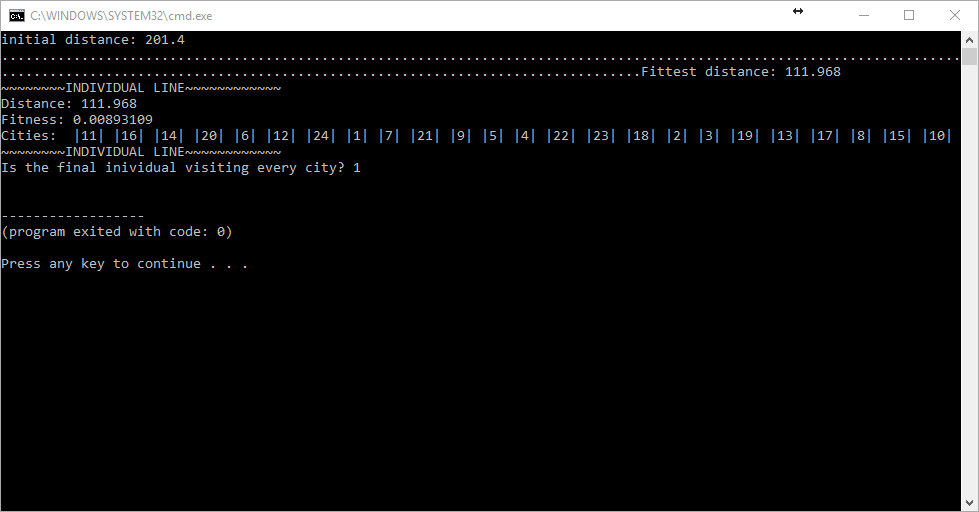 C:\WINDOWS\SYSTEM32\cmd.exe
initial distance: 201.4
........................................................................................................................
................................................................................Fittest distance: 111.968
~~~~~~~~INDIVIDUAL LINE~~~~~~~~~~~~
Distance: 111.968
Fitness: 0.00893109
Cities:  |11| |16| |14| |20| |6| |12| |24| |1| |7| |21| |9| |5| |4| |22| |23| |18| |2| |3| |19| |13| |17| |8| |15| |10|
~~~~~~~~INDIVIDUAL LINE~~~~~~~~~~~~
Is the final inividual visiting every city? 1
------------------
(program exited with code: 0)
Press any key to continue . . .